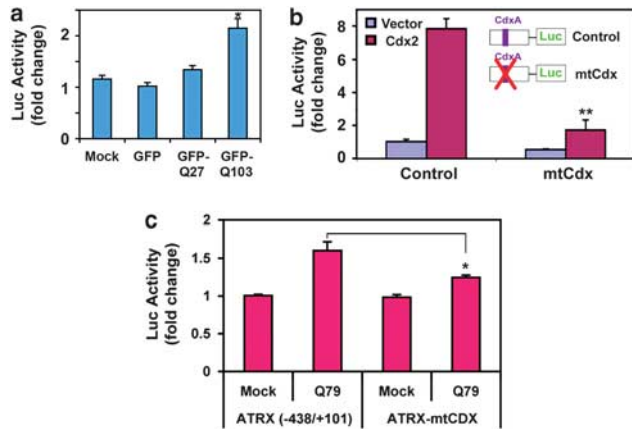 a
Luc Activity
(fold change)
2
1
0
*
Mock
GFP
GFP-
Q27
GFP-
Q103
b
Luc Activity
(fold change)
8
6
4
2
0
Vector
Cdx2
CdxA
Luc
Control
CdxA
Luc
mtCdx
**
Control
mtCdx
c
Luc Activity
(fold change)
2
1.5
1
0.5
0
*
Mock
Q79
Mock
Q79
ATRX (-438/+101)
ATRX-mtCDX